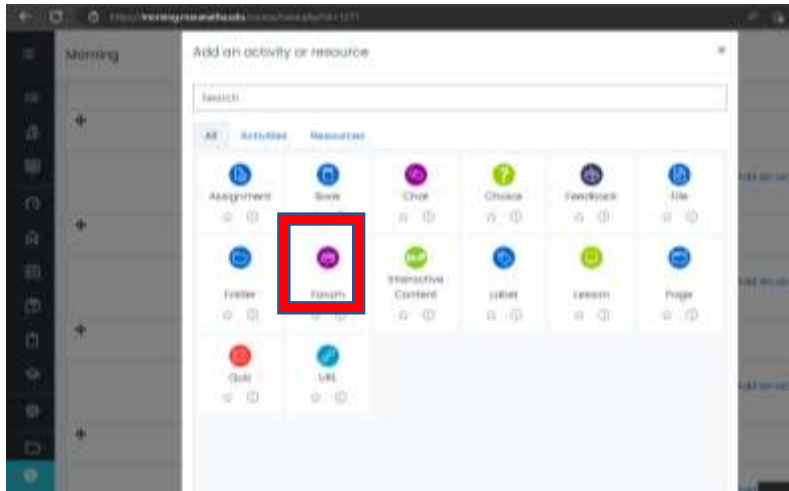 Morning
Add an activity or resource
Search
All Activities Resources
Assignment Book Chat Choice Feedback File
Folder Forum Interactive Content Label Lesson Page
Quiz URL